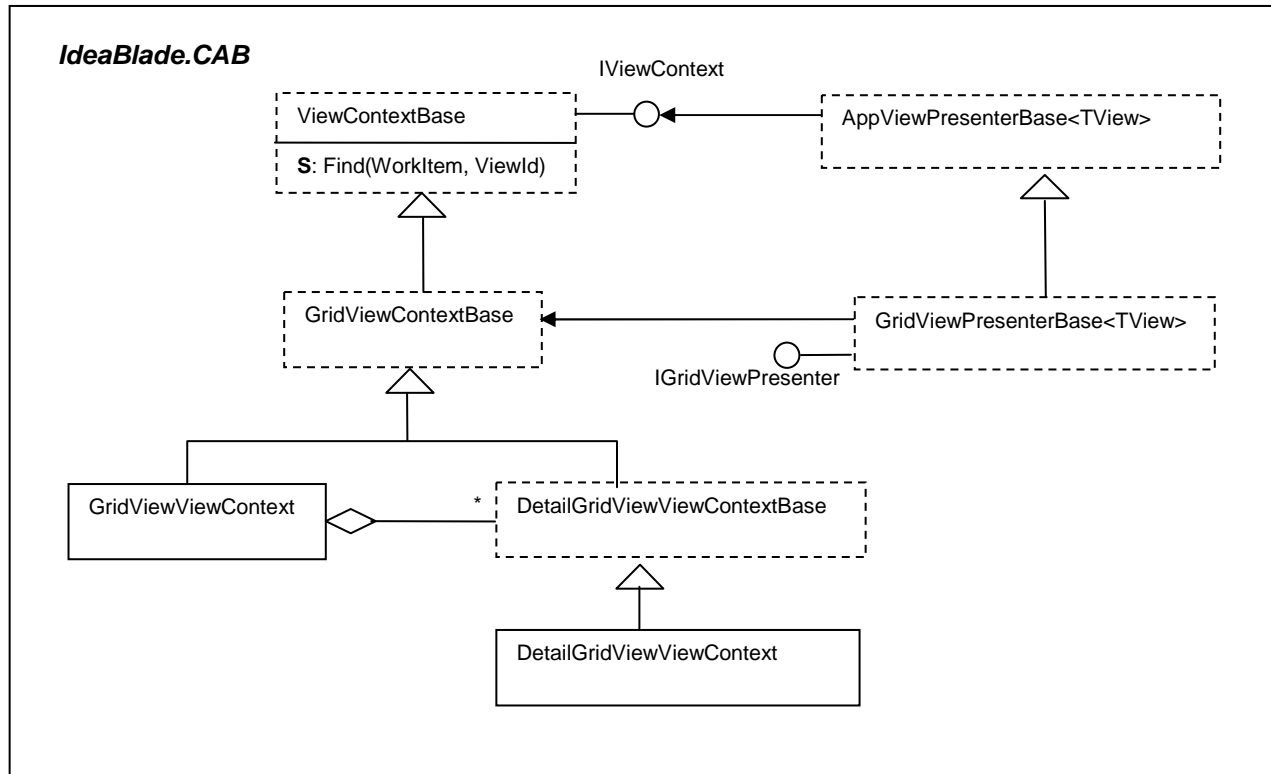 IdeaBlade.CAB
IViewContext
ViewContextBase
AppViewPresenterBase<TView>
S: Find(WorkItem, ViewId)
GridViewContextBase
GridViewPresenterBase<TView>
IGridViewPresenter
GridViewViewContext
*
DetailGridViewViewContextBase
DetailGridViewViewContext